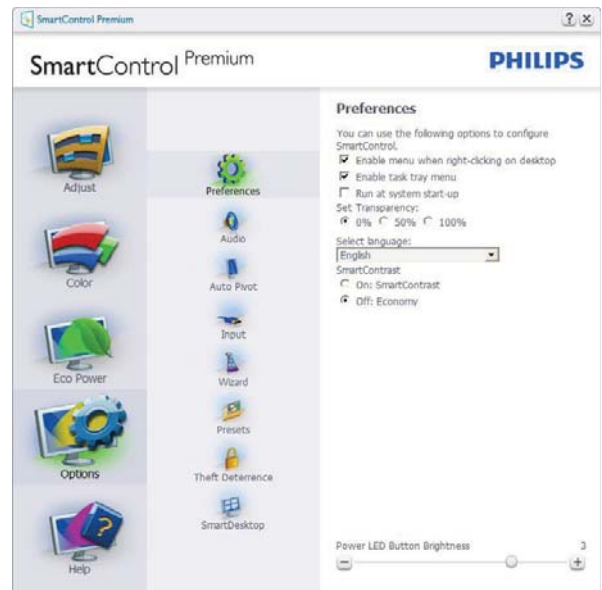 SmartControl Premium
SmartControl Premium
PHILIPS
Adjust
Color
Eco Power
Options
Help
Preferences
Audio
Auto Pivot
Input
Wizard
Presets
Theft Deterrence
SmartDesktop
Preferences
You can use the following options to configure
SmartControl.
Enable menu when right-clicking on desktop
Enable task tray menu
Run at system start-up
Set Transparency:
0% 50% 100%
Select language:
English
SmartContrast
On: SmartContrast
Off: Economy
Power LED Button Brightness 3